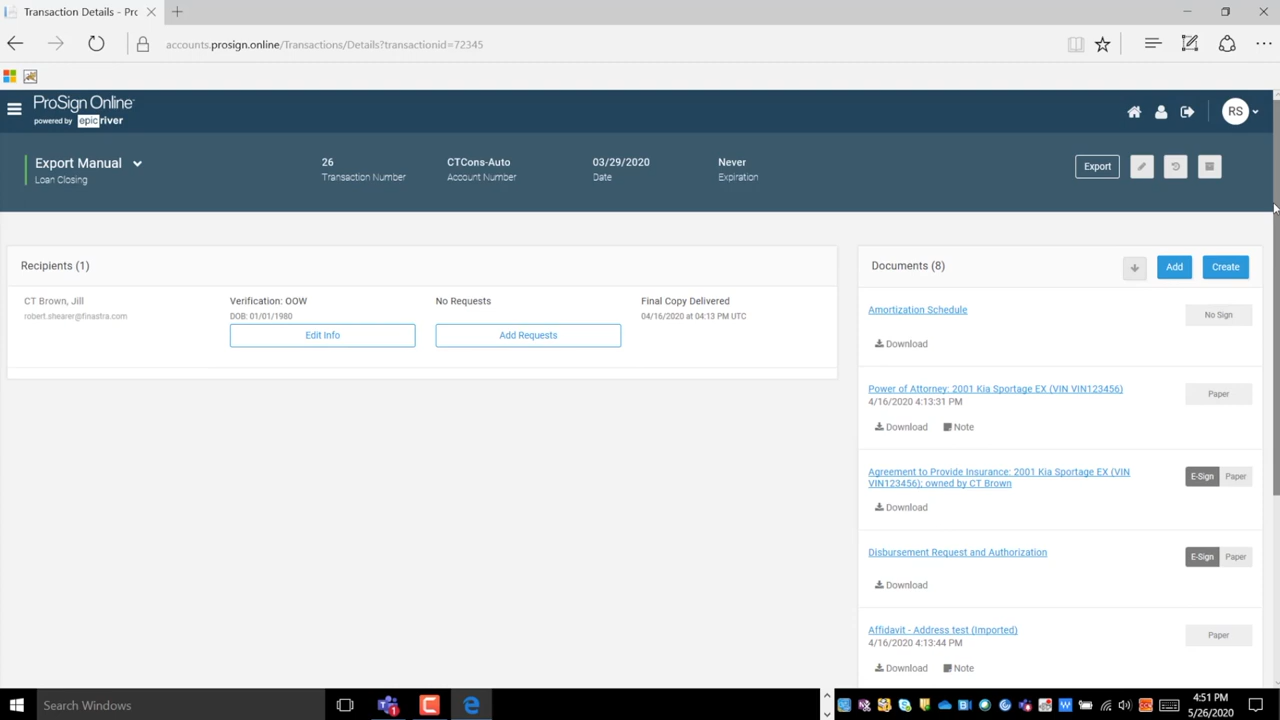 Transaction Details - Prc
accounts.prosign.online/Transactions/Details?transactionid=72345
ProSign Online
powered by epic river
RS
Export Manual
Loan Closing
26
Transaction Number
CTCons-Auto
Account Number
03/29/2020
Date
Never
Expiration
Export
Recipients (1)
CT Brown, Jill
robert.shearer@finastra.com
Verification: OOW
DOB: 01/01/1980
Edit Info
No Requests
Add Requests
Final Copy Delivered
04/16/2020 at 04:13 PM UTC
Documents (8)
Add
Create
Amortization Schedule
No Sign
Download
Power of Attorney: 2001 Kia Sportage EX (VIN VIN123456)
4/16/2020 4:13:31 PM
Paper
Download Note
Agreement to Provide Insurance: 2001 Kia Sportage EX (VIN
VIN123456); owned by CT Brown
E-Sign Paper
Download
Disbursement Request and Authorization
E-Sign Paper
Download
Affidavit - Address test (Imported)
4/16/2020 4:13:44 PM
Paper
Download Note
Search Windows
4:51 PM
5/26/2020